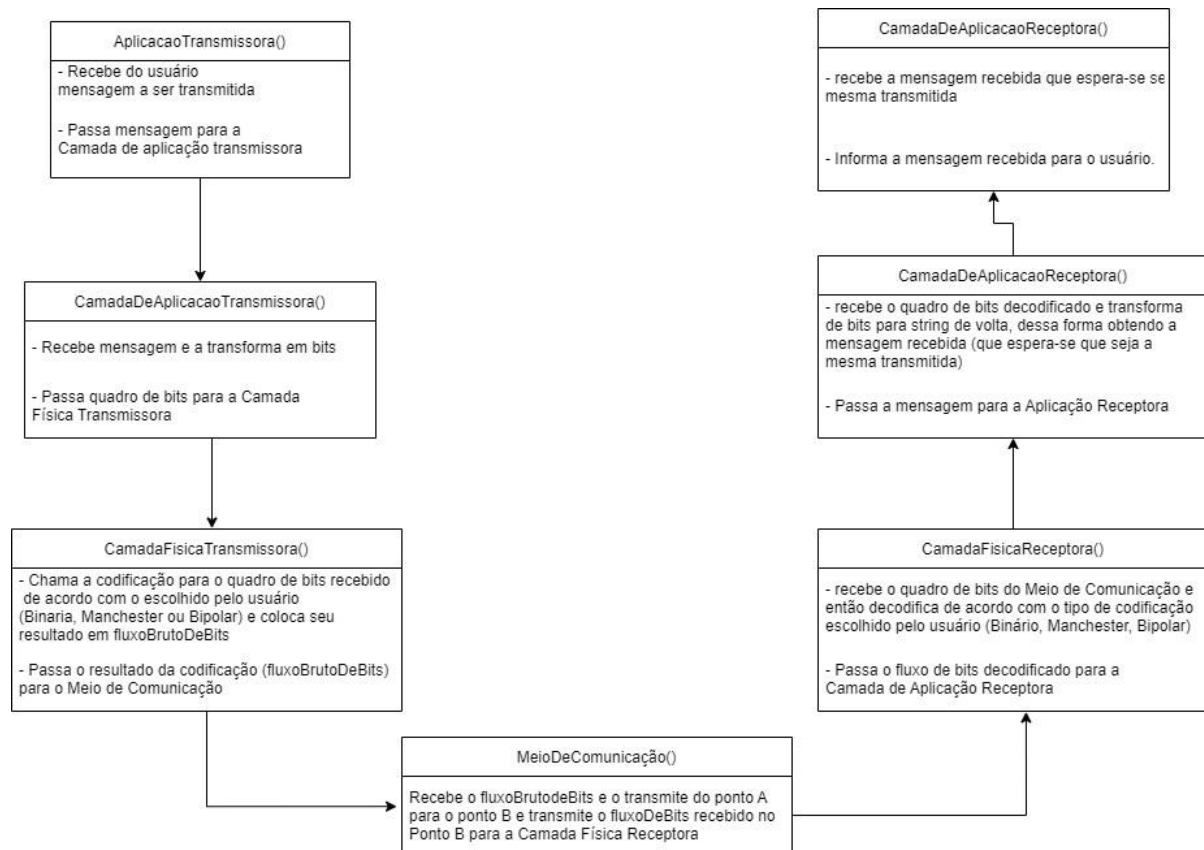 AplicacaoTransmissora()
- Recebe do usuário
mensagem a ser transmitida
- Passa mensagem para a
Camada de aplicação transmissora
CamadaDeAplicacaoTransmissora()
- Recebe mensagem e a transforma em bits
- Passa quadro de bits para a Camada
Física Transmissora
CamadaFisicaTransmissora()
- Chama a codificação para o quadro de bits recebido
de acordo com o escolhido pelo usuário
(Binaria, Manchester ou Bipolar) e coloca seu
resultado em fluxoBrutoDeBits
- Passa o resultado da codificação (fluxoBrutoDeBits)
para o Meio de Comunicação
MeioDeComunicação()
Recebe o fluxoBrutodeBits e o transmite do ponto A
para o ponto B e transmite o fluxoDeBits recebido no
Ponto B para a Camada Física Receptora
CamadaFisicaReceptora()
- recebe o quadro de bits do Meio de Comunicação e
então decodifica de acordo com o tipo de codificação
escolhido pelo usuário (Binário, Manchester, Bipolar)
- Passa o fluxo de bits decodificado para a
Camada de Aplicação Receptora
CamadaDeAplicacaoReceptora()
- recebe o quadro de bits decodificado e transforma
de bits para string de volta, dessa forma obtendo a
mensagem recebida (que espera-se que seja a
mesma transmitida)
- Passa a mensagem para a Aplicação Receptora
CamadaDeAplicacaoReceptora()
- recebe a mensagem recebida que espera-se se
mesma transmitida
- Informa a mensagem recebida para o usuário.